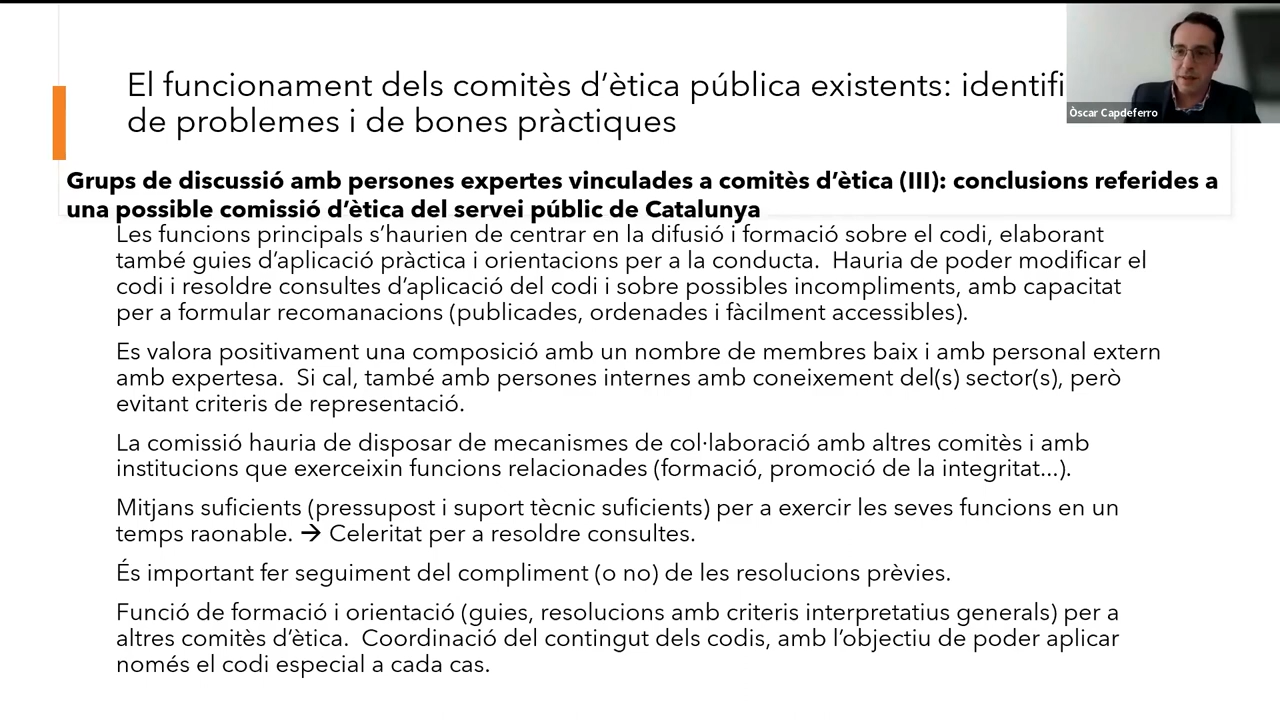 El funcionament dels comitès d’ètica pública existents: identifi
de problemes i de bones pràctiques
Òscar Capdeferro
Grups de discussió amb persones expertes vinculades a comitès d’ètica (III): conclusions referides a
una possible comissió d’ètica del servei públic de Catalunya
Les funcions principals s’haurien de centrar en la difusió i formació sobre el codi, elaborant
també guies d’aplicació pràctica i orientacions per a la conducta.  Hauria de poder modificar el
codi i resoldre consultes d’aplicació del codi i sobre possibles incompliments, amb capacitat
per a formular recomanacions (publicades, ordenades i fàcilment accessibles).
Es valora positivament una composició amb un nombre de membres baix i amb personal extern
amb expertesa.  Si cal, també amb persones internes amb coneixement del(s) sector(s), però
evitant criteris de representació.
La comissió hauria de disposar de mecanismes de col·laboració amb altres comitès i amb
institucions que exerceixin funcions relacionades (formació, promoció de la integritat...).
Mitjans suficients (pressupost i suport tècnic suficients) per a exercir les seves funcions en un
temps raonable. → Celeritat per a resoldre consultes.
És important fer seguiment del compliment (o no) de les resolucions prèvies.
Funció de formació i orientació (guies, resolucions amb criteris interpretatius generals) per a
altres comitès d’ètica.  Coordinació del contingut dels codis, amb l’objectiu de poder aplicar
només el codi especial a cada cas.